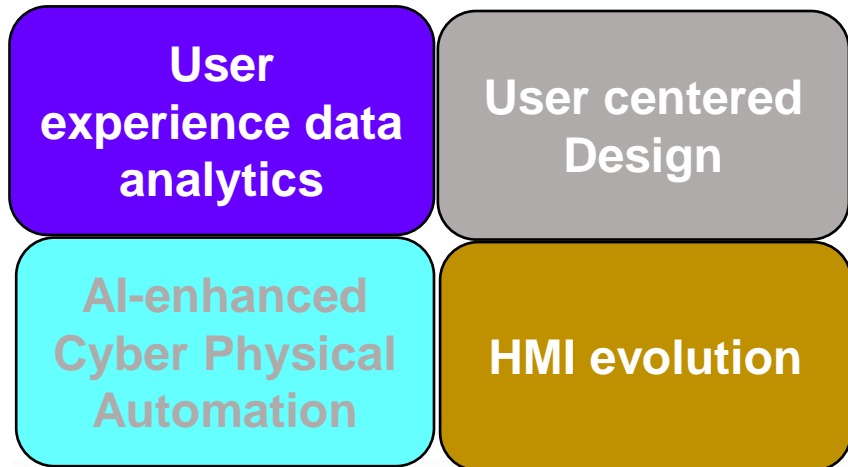 User
experience data
analytics
User centered
Design
AI-enhanced
Cyber Physical
Automation
HMI evolution